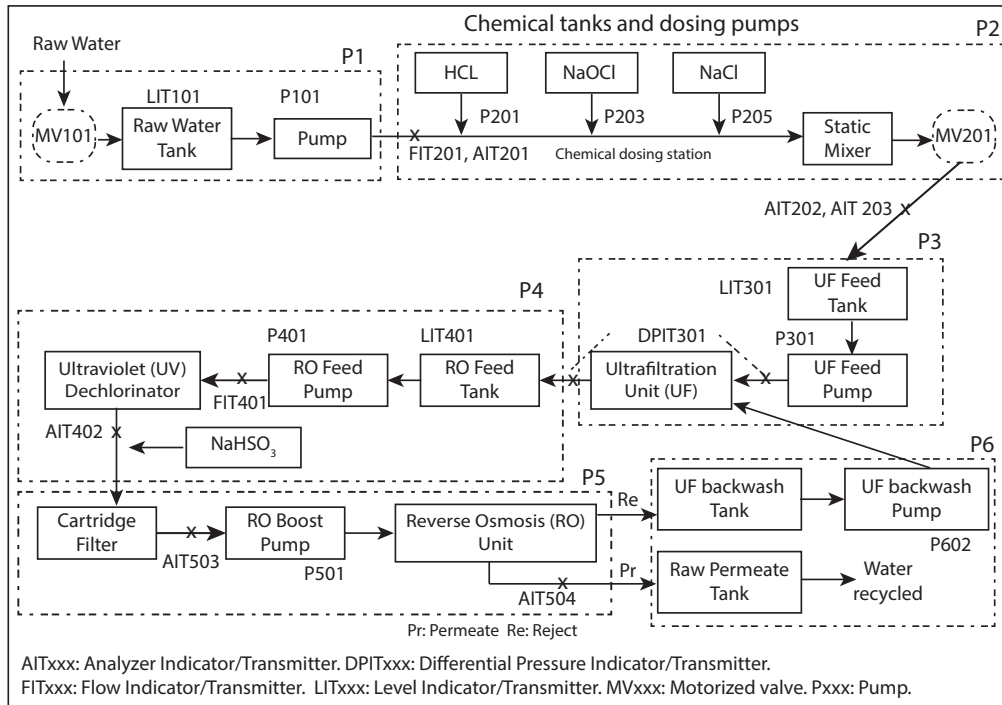 Chemical tanks and dosing pumps
P2
Raw Water
P1
HCL
NaOCl
NaCl
LIT101
P101
P201
P203
P205
MV101
Raw Water
Tank
Pump
FIT201, AIT201
Chemical dosing station
Static
Mixer
MV201
AIT202, AIT 203
P3
LIT301
UF Feed
Tank
P4
P401
LIT401
DPIT301
P301
Ultraviolet (UV)
Dechlorinator
FIT401
RO Feed
Pump
RO Feed
Tank
Ultrafiltration
Unit (UF)
UF Feed
Pump
AIT402
NaHSO3
P6
P5
Re
UF backwash
Tank
UF backwash
Pump
P602
Cartridge
Filter
AIT503
RO Boost
Pump
P501
Reverse Osmosis (RO)
Unit
AIT504
Pr
Raw Permeate
Tank
Water
recycled
Pr: Permeate Re: Reject
AITxxx: Analyzer Indicator/Transmitter. DPITxxx: Differential Pressure Indicator/Transmitter.
FITxxx: Flow Indicator/Transmitter. LITxxx: Level Indicator/Transmitter. MVxxx: Motorized valve. Pxxx: Pump.